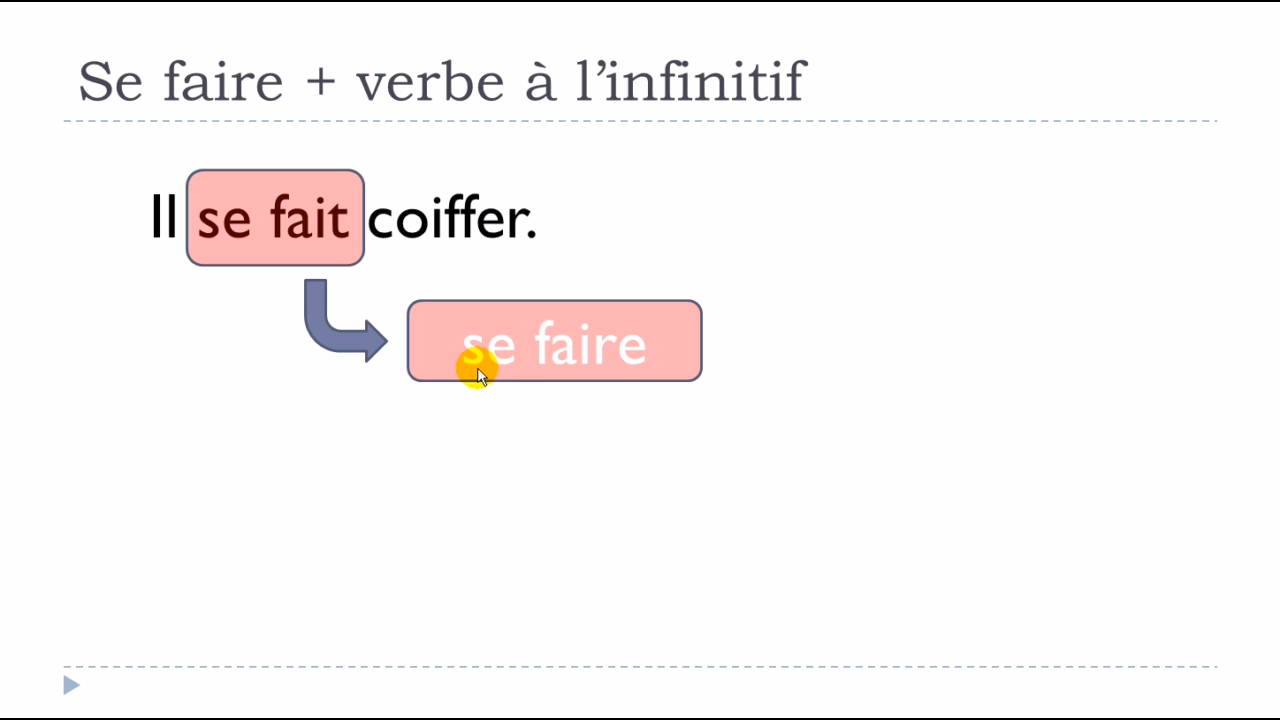 Se faire + verbe à l’infinitif
Il se fait coiffer.
se faire